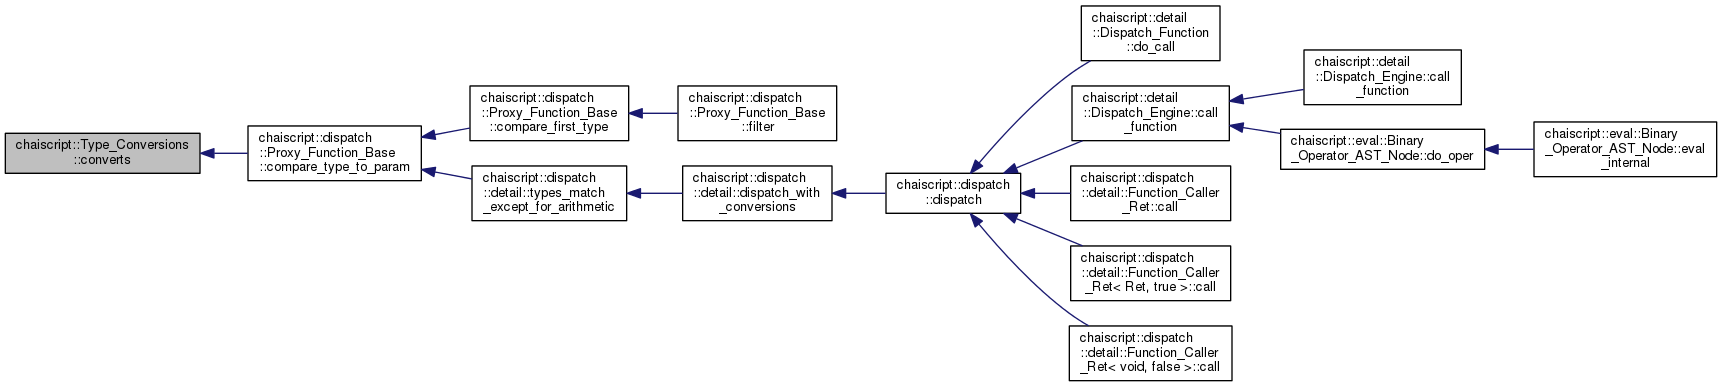 chaiscript::Type_Conversions
::converts
chaiscript::dispatch
::Proxy_Function_Base
::compare_type_to_param
chaiscript::dispatch
::Proxy_Function_Base
::compare_first_type
chaiscript::dispatch
::Proxy_Function_Base
::filter
chaiscript::dispatch
::detail::types_match
_except_for_arithmetic
chaiscript::dispatch
::detail::dispatch_with
_conversions
chaiscript::dispatch
::dispatch
chaiscript::detail
::Dispatch_Function
::do_call
chaiscript::detail
::Dispatch_Engine::call
_function
chaiscript::detail
::Dispatch_Engine::call
_function
chaiscript::eval::Binary
_Operator_AST_Node::do_oper
chaiscript::eval::Binary
_Operator_AST_Node::eval
_internal
chaiscript::dispatch
::detail::Function_Caller
_Ret::call
chaiscript::dispatch
::detail::Function_Caller
_Ret< Ret, true >::call
chaiscript::dispatch
::detail::Function_Caller
_Ret< void, false >::call